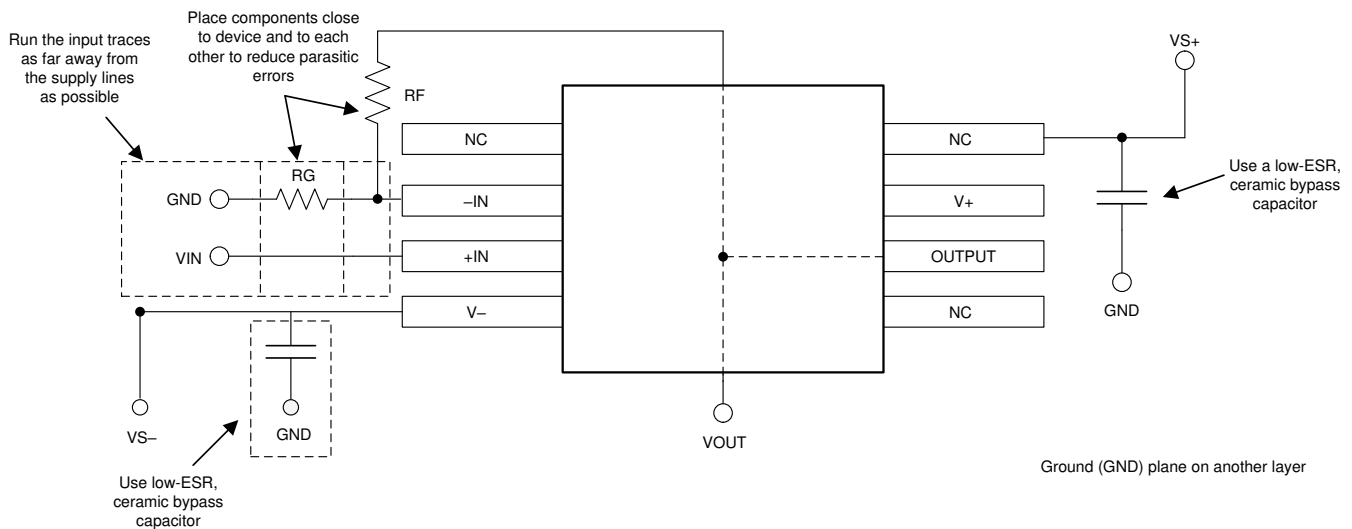 Run the input traces
as far away from
the supply lines
as possible
Place components close
to device and to each
other to reduce parasitic
errors
RF
RG
GND
VIN
NC
–IN
+IN
V–
VS–
GND
Use low-ESR,
ceramic bypass
capacitor
VOUT
NC
V+
OUTPUT
NC
VS+
GND
Use a low-ESR,
ceramic bypass
capacitor
Ground (GND) plane on another layer